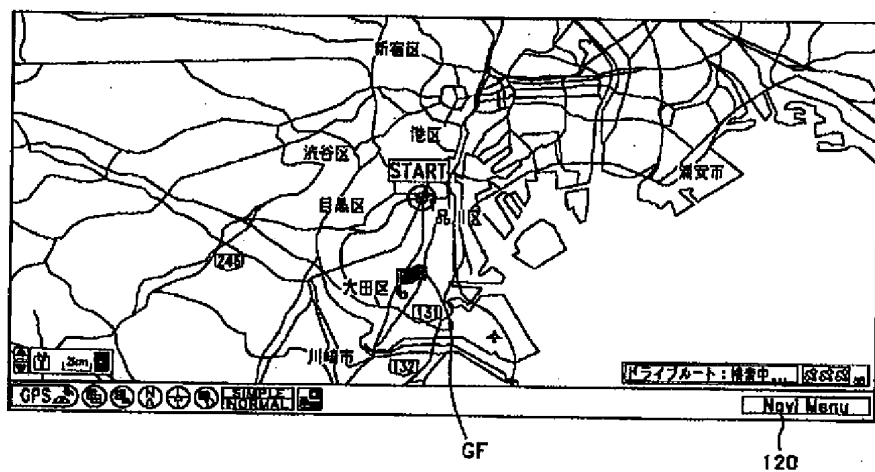 新宿区
港区
渋谷区
START
浦安市
目黒区
品川区
246
大田区
131
川崎市
132
2km
ドライブルート：検索中...
GPS
N
SIMPLE
NORMAL
Navi Menu
GF
120